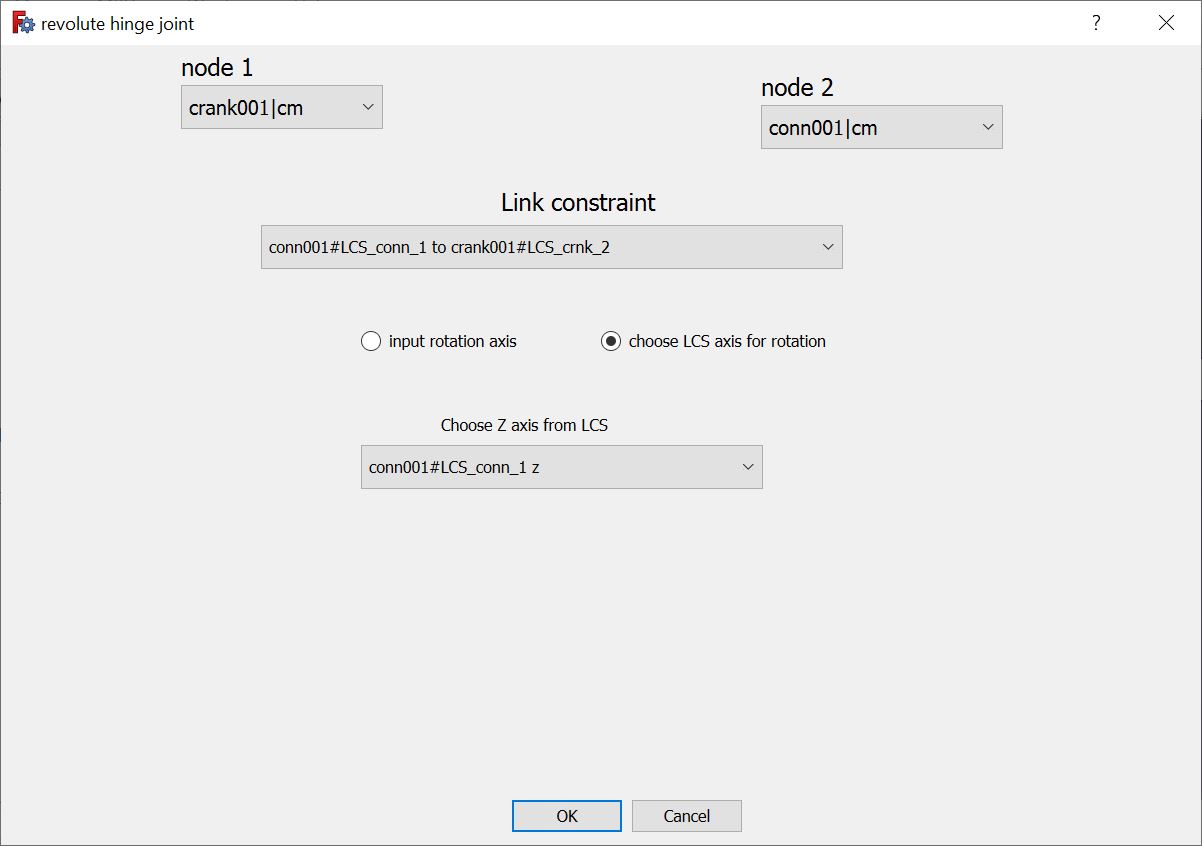 revolute hinge joint
?
node 1
crank001|cm
node 2
conn001|cm
Link constraint
conn001#LCS_conn_1 to crank001#LCS_crnk_2
input rotation axis
choose LCS axis for rotation
Choose Z axis from LCS
conn001#LCS_conn_1 z
OK
Cancel